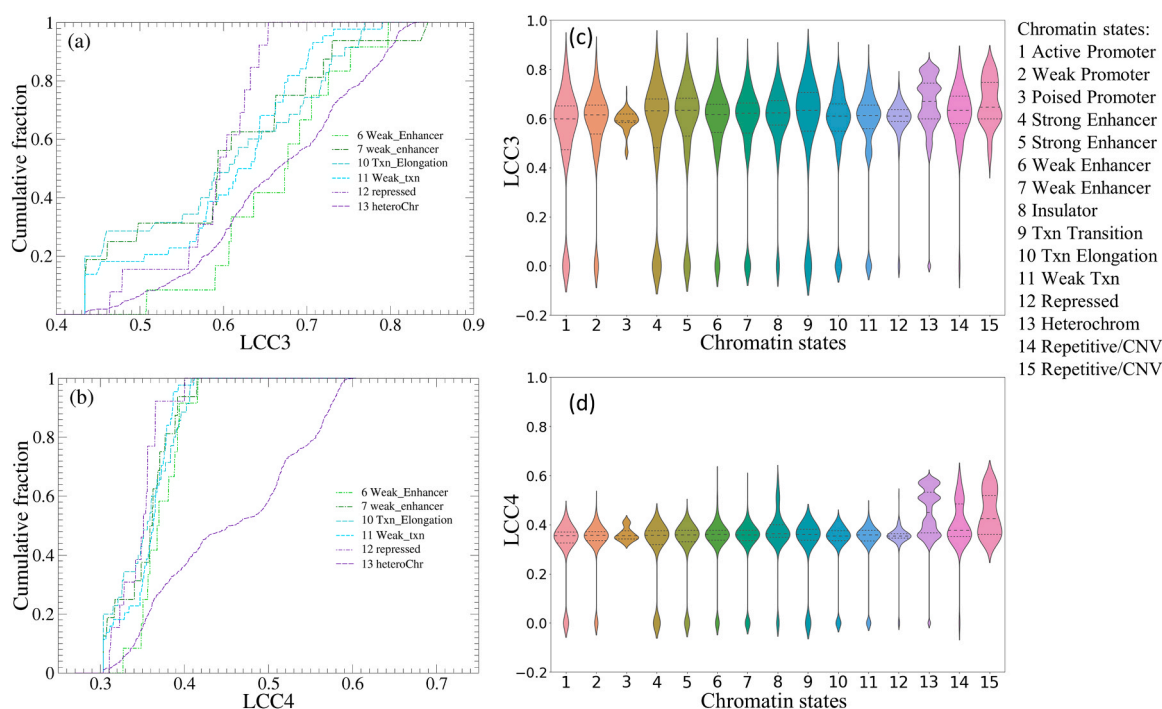 (a)
Cumulative fraction
1
0.8
0.6
0.4
0.2
0.4 0.5 0.6 0.7 0.8 0.9
LCC3
6 Weak_Enhancer
7 weak_enhancer
10 Txn_Elongation
11 Weak_txn
12 repressed
13 heteroChr
(c)
LCC3
1.0
0.8
0.6
0.4
0.2
0.0
−0.2
1 2 3 4 5 6 7 8 9 10 11 12 13 14 15
Chromatin states
Chromatin states:
1 Active Promoter
2 Weak Promoter
3 Poised Promoter
4 Strong Enhancer
5 Strong Enhancer
6 Weak Enhancer
7 Weak Enhancer
8 Insulator
9 Txn Transition
10 Txn Elongation
11 Weak Txn
12 Repressed
13 Heterochrom
14 Repetitive/CNV
15 Repetitive/CNV
(b)
Cumulative fraction
1
0.8
0.6
0.4
0.2
0
0.3 0.4 0.5 0.6 0.7
LCC4
6 Weak_Enhancer
7 weak_enhancer
10 Txn_Elongation
11 Weak_txn
12 repressed
13 heteroChr
(d)
LCC4
1.0
0.8
0.6
0.4
0.2
0.0
−0.2
1 2 3 4 5 6 7 8 9 10 11 12 13 14 15
Chromatin states